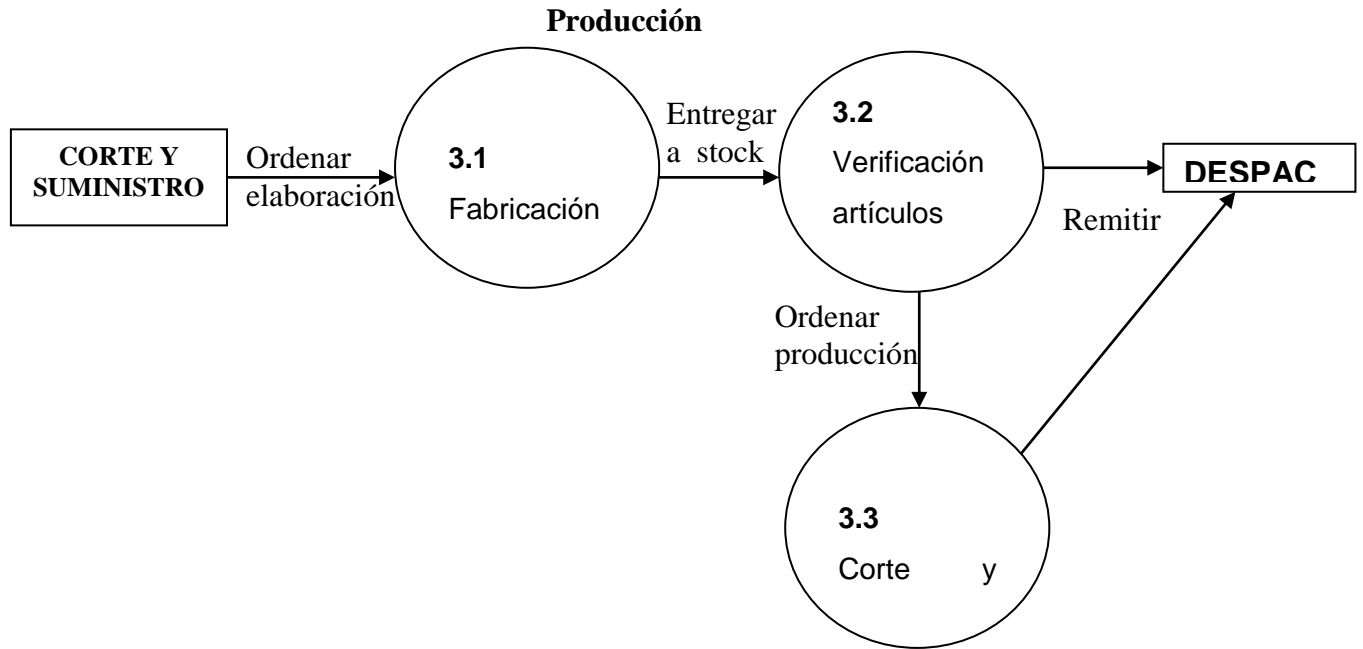 Producción
CORTE Y
SUMINISTRO
Ordenar
elaboración
3.1
Fabricación
Entregar
a stock
3.2
Verificación
artículos
DESPAC
Remitir
Ordenar
producción
3.3
Corte y